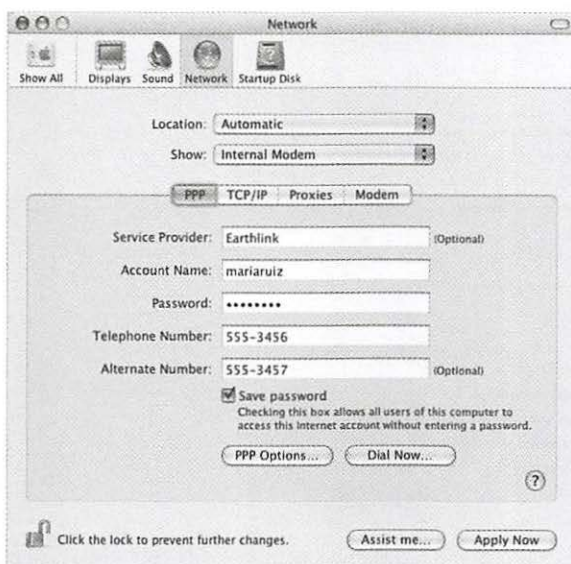 Network
Show All Displays Sound Network Startup Disk
Location: Automatic
Show: Internal Modem
PPP TCP/IP Proxies Modem
Service Provider: Earthlink (Optional)
Account Name: mariaruiz
Password: ••••••••
Telephone Number: 555-3456
Alternate Number: 555-3457 (Optional)
Save password
Checking this box allows all users of this computer to
access this Internet account without entering a password.
PPP Options... Dial Now...
?
Click the lock to prevent further changes. Assist me... Apply Now